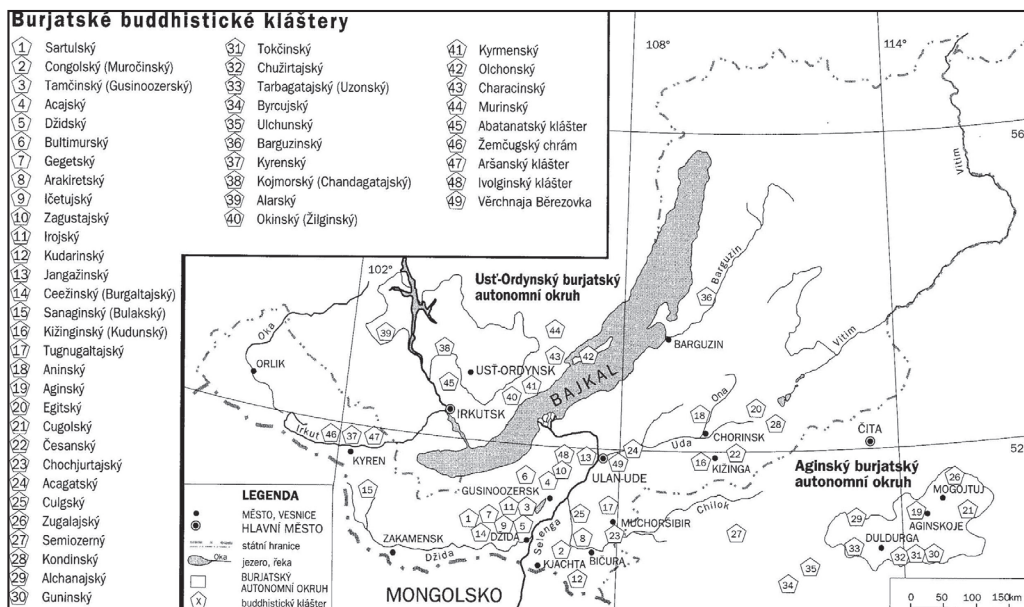 Burjatské buddhistické kláštery
1 Sartulský
2 Congolský (Muročinský)
3 Tamčinský (Gusinoozerský)
4 Acajský
5 Džidský
6 Bultimurský
7 Gegetský
8 Arakiretský
9 Ičetujský
10 Zagustajský
11 Irojský
12 Kudarinský
13 Jangažinský
14 Ceežinský (Burgaltajský)
15 Sanaginský (Bulakský)
16 Kižinginský (Kudunský)
17 Tugnugaltajský
18 Aninský
19 Aginský
20 Egitský
21 Cugolský
22 Česanský
23 Chochjurtajský
24 Acagatský
25 Culgský
26 Zugalajský
27 Semiozerný
28 Kondinský
29 Alchanajský
30 Guninský
31 Tokčinský
32 Chužirtajský
33 Tarbagatajský (Uzonský)
34 Byrcujský
35 Ulchunský
36 Barguzinský
37 Kyrenský
38 Kojmorský (Chandagatajský)
39 Alarský
40 Okinský (Žilginský)
41 Kyrmenský
42 Olchonský
43 Characinský
44 Murinský
45 Abatanatský klášter
46 Žemčugský chrám
47 Aršanský klášter
48 Ivolginský klášter
49 Věrchnaja Běrezovka
108°
114°
56
Vitim
102°
Usť-Ordynský burjatský
autonomní okruh
Barguzin
36
Oka
39
44
BARGUZIN
Vitim
38
43
42
ORLIK
USŤ-ORDYNSK
BAJKAL
45
40
41
IRKUTSK
Ona
18
20
28
ČITA
Irkut
46
37
47
Uda
CHORINSK
52
KYREN
48
13
24
ULAN-UDE
49
16
22
KIŽINGA
Aginský burjatský
autonomní okruh
15
6
10
4
GUSINOOZERSK
26
MOGOJTUJ
1
7
11
3
14
9
5
DŽIDA
25
17
MUCHORŠIBIR
Chilok
19
21
AGINSKOJE
29
ZAKAMENSK
Džida
Selenga
8
23
27
DULDURGA
33
32
31
30
2
BIČURA
KJACHTA
12
35
34
MONGOLSKO
LEGENDA
MĚSTO, VESNICE
HLAVNÍ MĚSTO
státní hranice
Oka
jezero, řeka
BURJATSKÝ
AUTONOMNÍ OKRUH
X
buddhistický klášter
0 50 100 150km